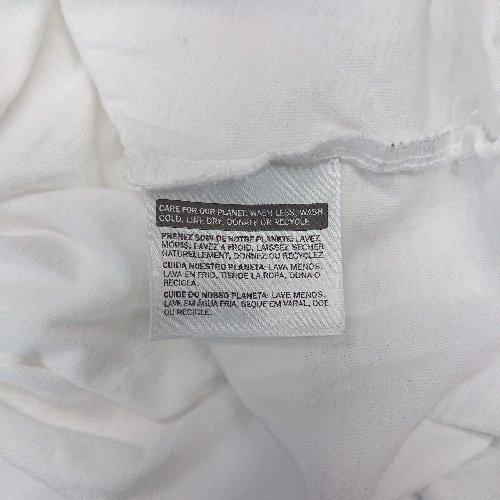 CARE FOR OUR PLANET: WASH LESS, WASH
COLD, LINE DRY, DONATE OR RECYCLE
PRENEZ SOIN DE NOTRE PLANÈTE: LAVEZ
MOINS, LAVEZ À FROID, LAISSEZ SÉCHER
NATURELLEMENT, DONNEZ OU RECYCLEZ
CUIDA NUESTRO PLANETA: LAVA MENOS,
LAVA EN FRÍO, TIENDE LA ROPA, DONA O
RECICLA.
CUIDE DO NOSSO PLANETA: LAVE MENOS,
LAVE EM ÁGUA FRIA, SEQUE EM VARAL, DOE
OU RECICLE.